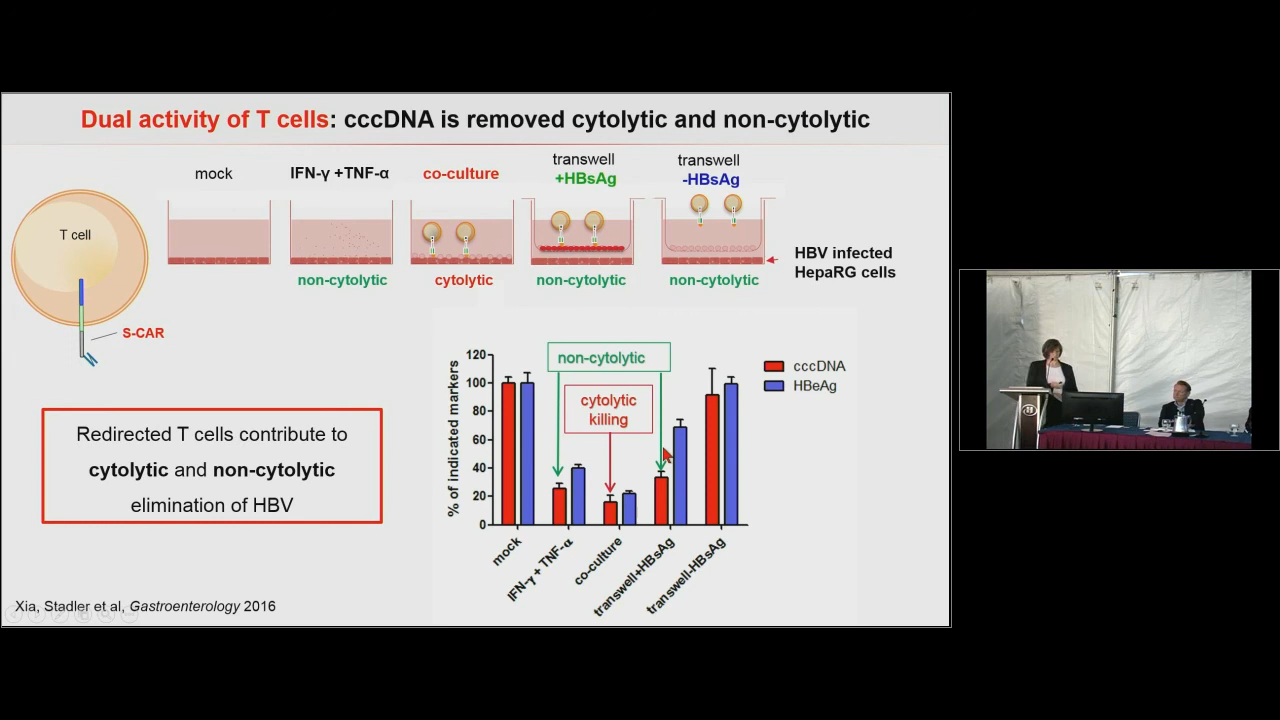 Dual activity of T cells: cccDNA is removed cytolytic and non-cytolytic
mock
IFN-γ +TNF-α
co-culture
transwell
+HBsAg
transwell
-HBsAg
T cell
S-CAR
non-cytolytic
cytolytic
non-cytolytic
non-cytolytic
HBV infected
HepaRG cells
Redirected T cells contribute to
cytolytic and non-cytolytic
elimination of HBV
% of indicated markers
120
100
80
60
40
20
0
non-cytolytic
cytolytic
killing
cccDNA
HBeAg
mock
IFN-γ + TNF-α
co-culture
transwell+HBsAg
transwell-HBsAg
Xia, Stadler et al, Gastroenterology 2016